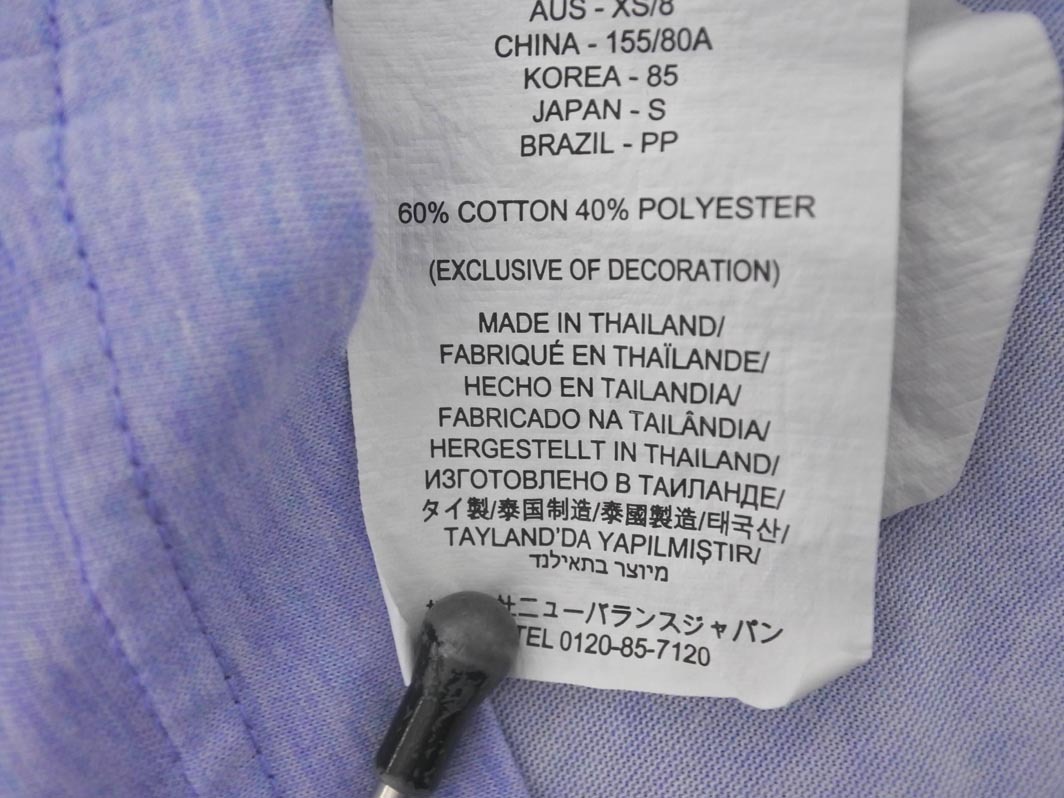 AUS - XS/8
CHINA - 155/80A
KOREA - 85
JAPAN - S
BRAZIL - PP
60% COTTON 40% POLYESTER
(EXCLUSIVE OF DECORATION)
MADE IN THAILAND/
FABRIQUÉ EN THAÏLANDE/
HECHO EN TAILANDIA/
FABRICADO NA TAILÂNDIA/
HERGESTELLT IN THAILAND/
ИЗГОТОВЛЕНО В ТАИЛАНДЕ/
タイ製/泰国制造/泰國製造/태국산/
TAYLAND'DA YAPILMIŞTIR/
מיוצר בתאילנד
ニューバランスジャパン
TEL 0120-85-7120